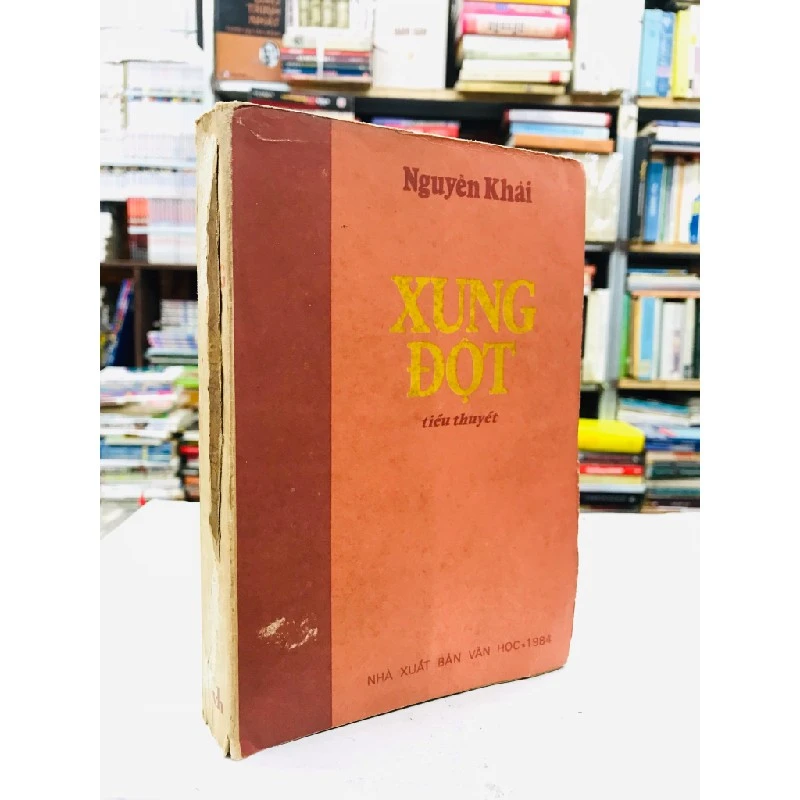 Nguyễn Khải
XUNG
ĐỘT
tiểu thuyết
NHÀ XUẤT BẢN VĂN HỌC • 1984